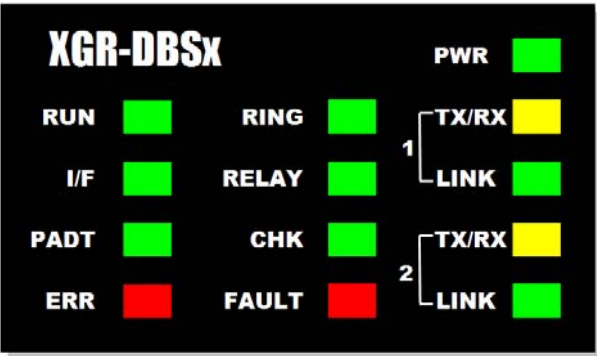 XGR-DBSx
PWR
RUN
RING
1
TX/RX
I/F
RELAY
LINK
PADT
CHK
2
TX/RX
ERR
FAULT
LINK